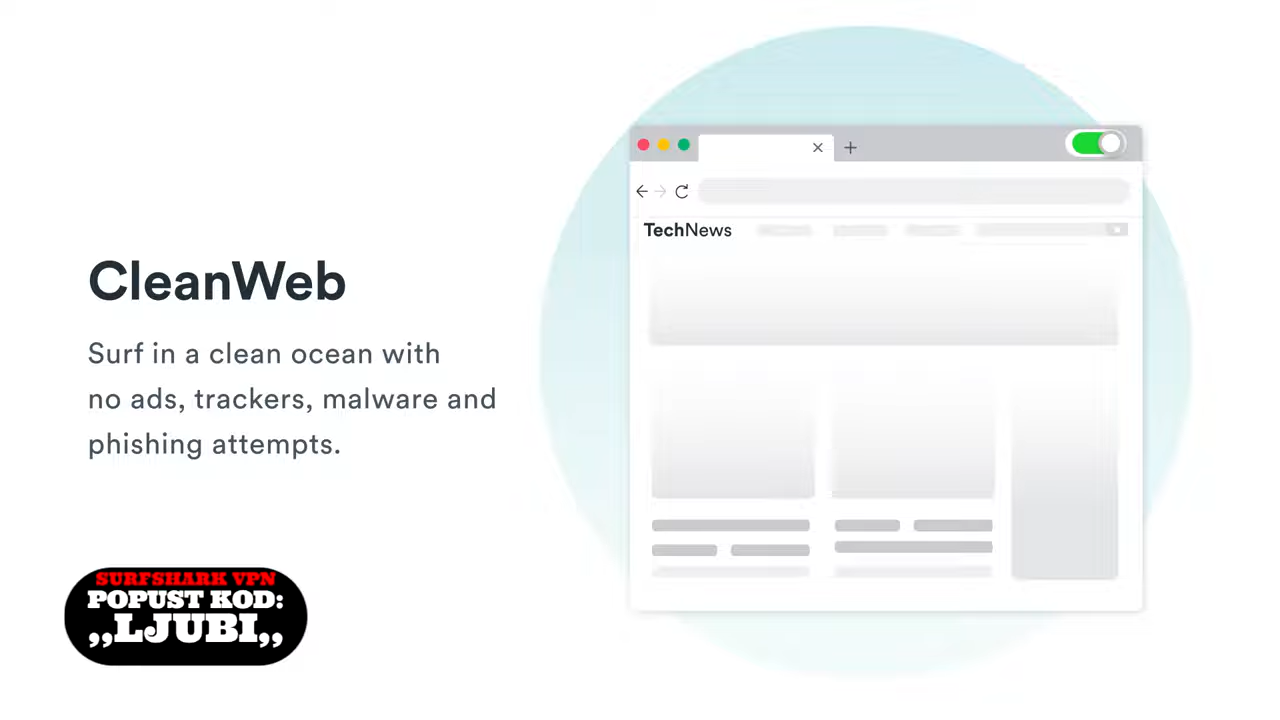 TechNews
CleanWeb
Surf in a clean ocean with
no ads, trackers, malware and
phishing attempts.
SURFSHARK VPN
POPUST KOD:
,,LJUBI,,